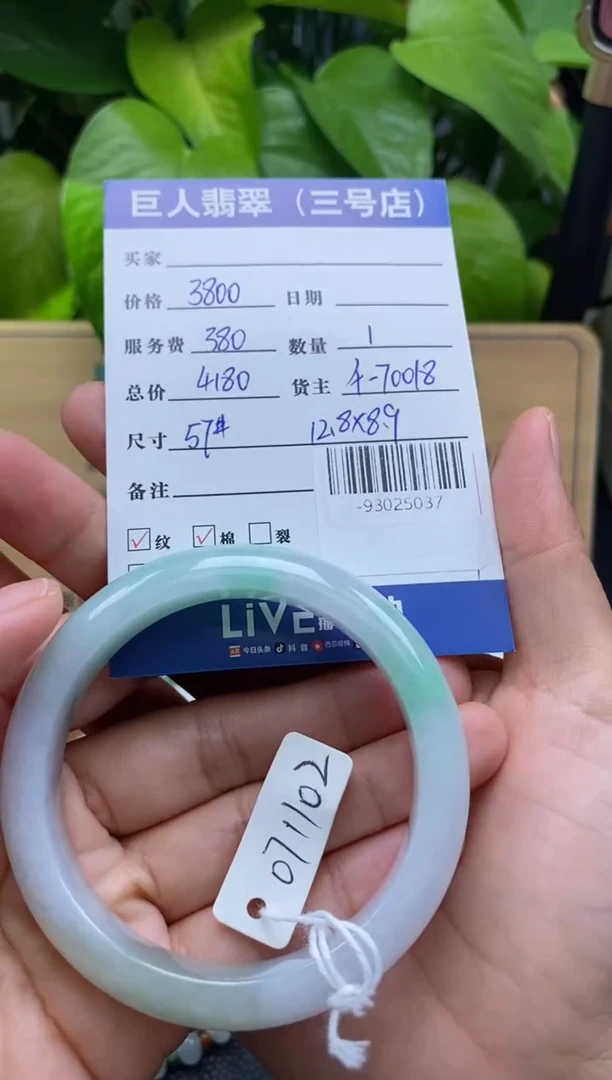 巨人翡翠（三号店）
买家
价格 3800 日期
服务费 380 数量 1
总价 4180 货主 -70018
尺寸 57# 12.8x8.9
备注
-93025037
纹 棉 裂
LiVE 播
今日头条 抖音 西瓜视频
071102